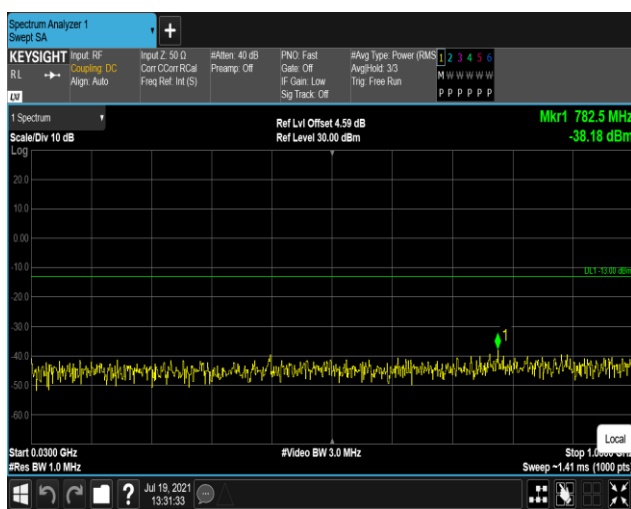 Spectrum Analyzer 1
Swept SA
+
KEYSIGHT Input: RF
RL Coupling: DC
Align: Auto
LXI
Input Z: 50 Ω
Corr CCorr RCal
Freq Ref: Int (S)
#Atten: 40 dB
Preamp: Off
PNO: Fast
Gate: Off
IF Gain: Low
Sig Track: Off
#Avg Type: Power (RMS
Avg|Hold: 3/3
Trig: Free Run
1 2 3 4 5 6
M W W W W W
P P P P P P
1 Spectrum
Scale/Div 10 dB
Log
Ref Lvl Offset 4.59 dB
Ref Level 30.00 dBm
Mkr1 782.5 MHz
-38.18 dBm
20.0
10.0
0.00
-10.0
DL1 -13.00 dBm
-20.0
-30.0
1
-40.0
-50.0
-60.0
Local
Start 0.0300 GHz
#Res BW 1.0 MHz
#Video BW 3.0 MHz
Stop
Sweep ~1.41 ms (1000 pts)
?
Jul 19, 2021
13:31:33